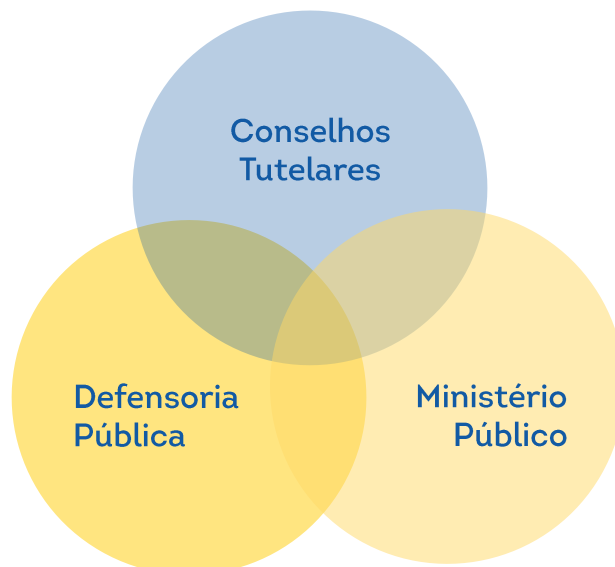 Conselhos
Tutelares
Defensoria
Pública
Ministério
Público